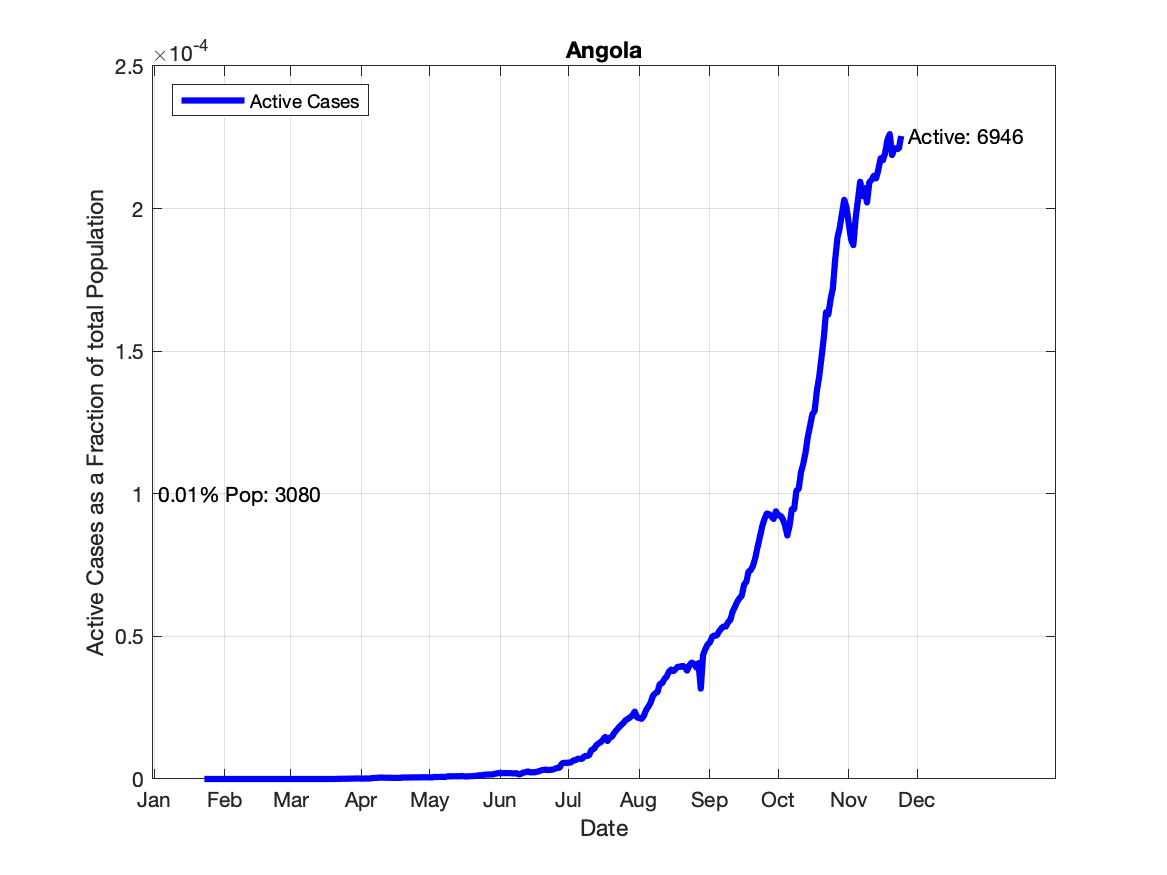 Angola
×10-4
2.5
2
1.5
1
0.5
0
Active Cases
Active: 6946
0.01% Pop: 3080
Active Cases as a Fraction of total Population
Jan Feb Mar Apr May Jun Jul Aug Sep Oct Nov Dec
Date